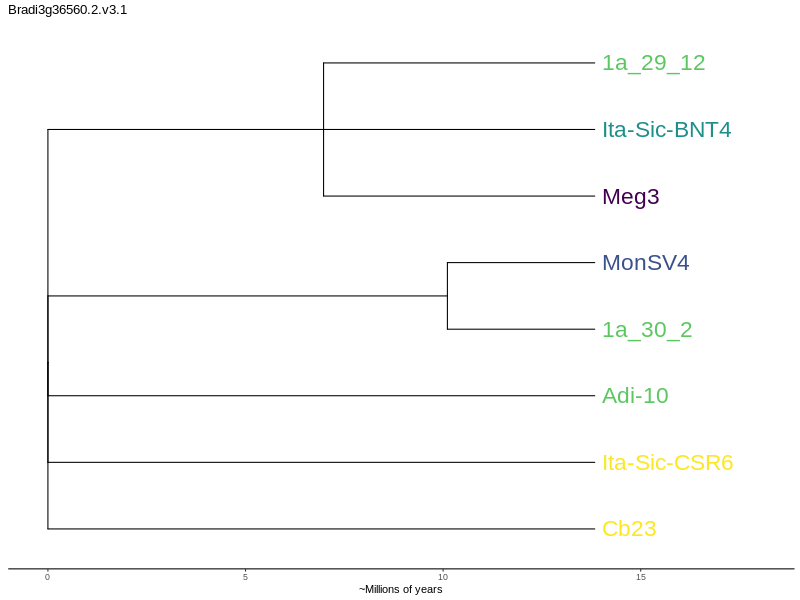 Bradi3g36560.2.v3.1
1a_29_12
Ita-Sic-BNT4
Meg3
MonSV4
1a_30_2
Adi-10
Ita-Sic-CSR6
Cb23
0 5 10 15
~Millions of years